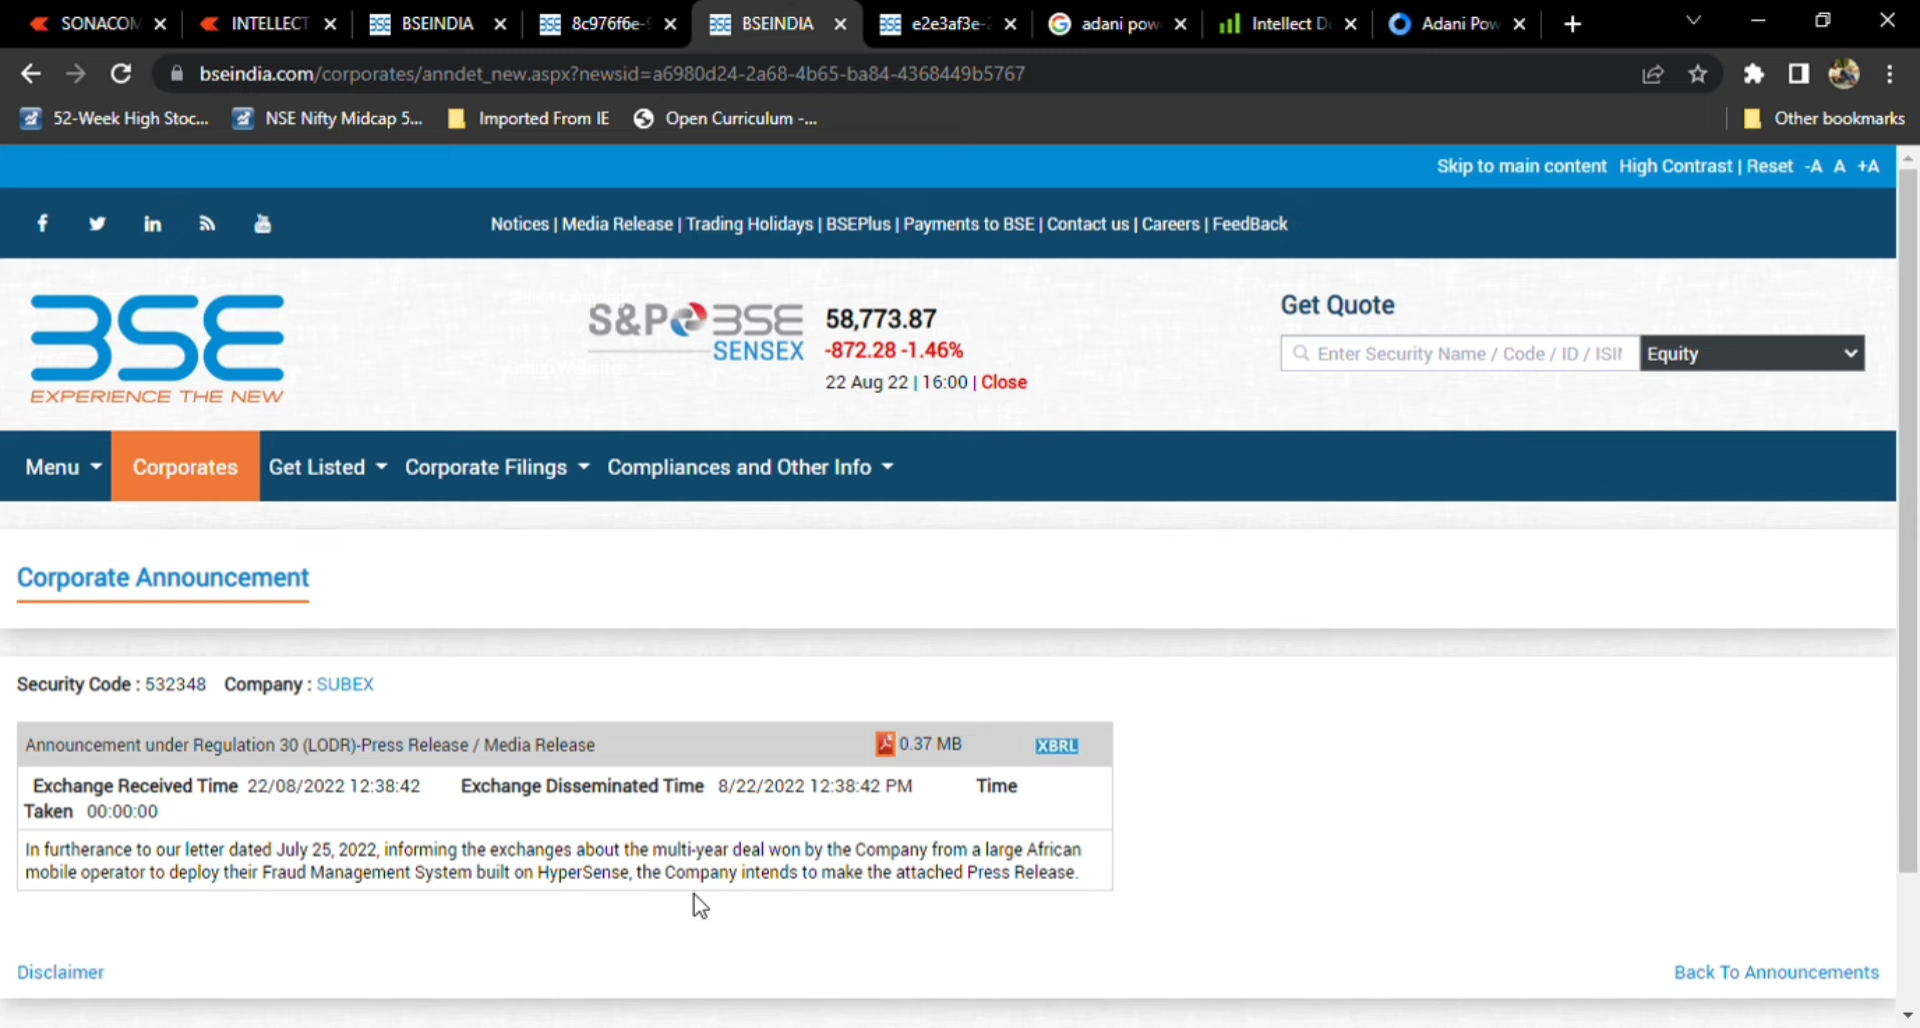 SONACOM
INTELLECT
BSEINDIA
8c976f6e-
BSEINDIA
e2e3af3e-
adani pow
Intellect D
Adani Pow
bseindia.com/corporates/anndet_new.aspx?newsid=a6980d24-2a68-4b65-ba84-4368449b5767
52-Week High Stoc... NSE Nifty Midcap 5... Imported From IE Open Curriculum -... Other bookmarks
Skip to main content High Contrast | Reset -A A +A
Notices | Media Release | Trading Holidays | BSEPlus | Payments to BSE | Contact us | Careers | FeedBack
BSE
EXPERIENCE THE NEW
S&P BSE
SENSEX
58,773.87
-872.28 -1.46%
22 Aug 22 | 16:00 | Close
Get Quote
Enter Security Name / Code / ID / ISIN
Equity
Menu Corporates Get Listed Corporate Filings Compliances and Other Info
Corporate Announcement
Security Code : 532348 Company : SUBEX
Announcement under Regulation 30 (LODR)-Press Release / Media Release 0.37 MB XBRL
Exchange Received Time 22/08/2022 12:38:42 Exchange Disseminated Time 8/22/2022 12:38:42 PM Time
Taken 00:00:00
In furtherance to our letter dated July 25, 2022, informing the exchanges about the multi-year deal won by the Company from a large African
mobile operator to deploy their Fraud Management System built on HyperSense, the Company intends to make the attached Press Release.
Disclaimer
Back To Announcements